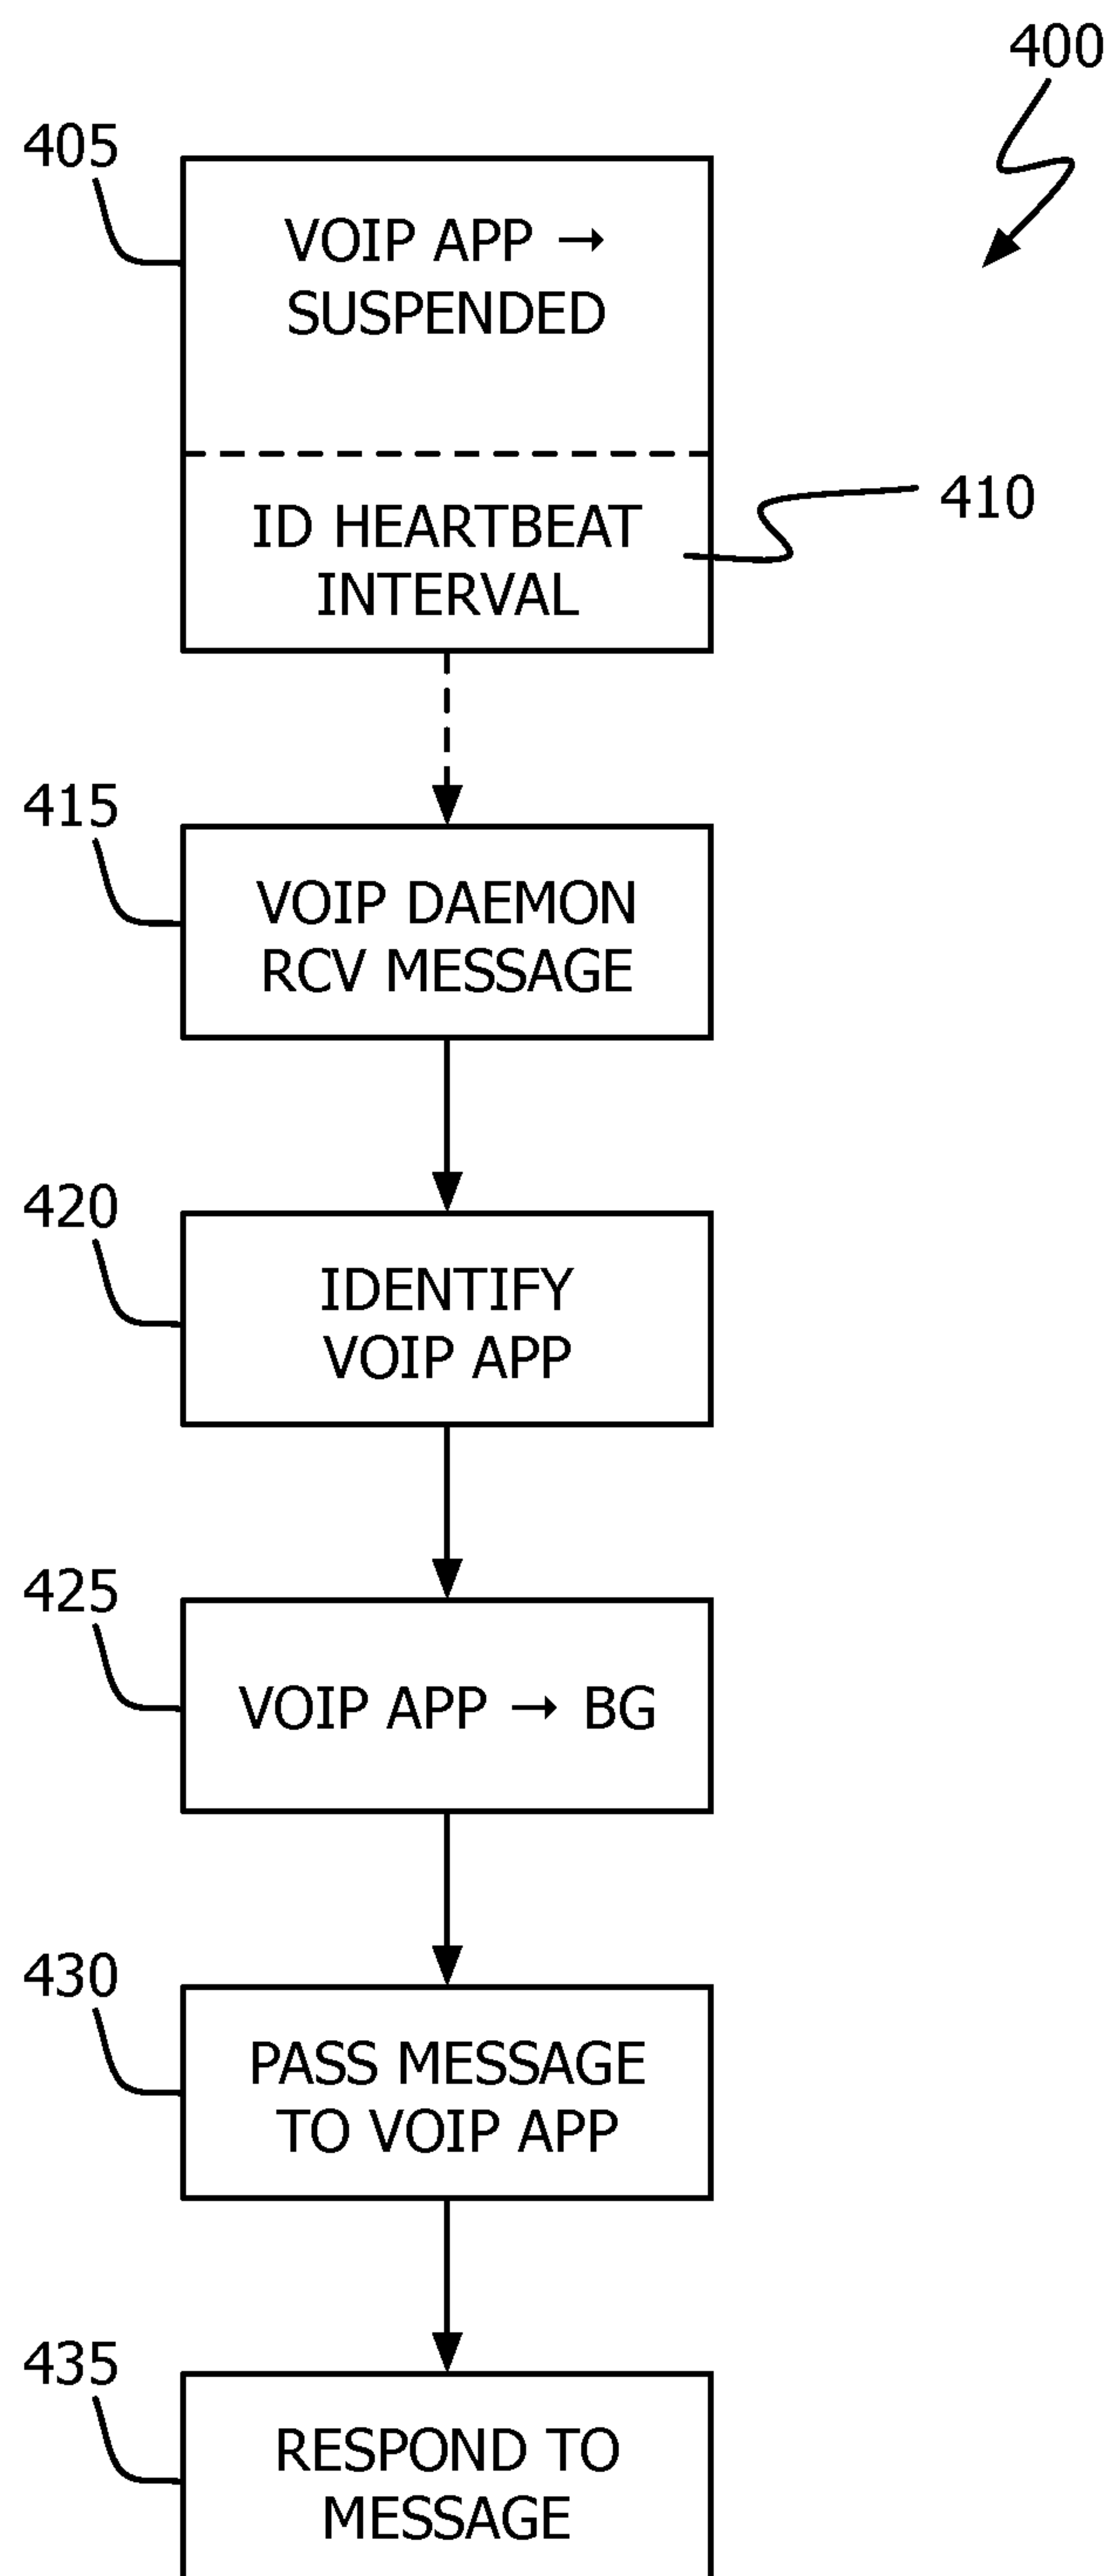 400
405
VOIP APP →
SUSPENDED
410
ID HEARTBEAT
INTERVAL
415
VOIP DAEMON
RCV MESSAGE
420
IDENTIFY
VOIP APP
425
VOIP APP → BG
430
PASS MESSAGE
TO VOIP APP
435
RESPOND TO
MESSAGE